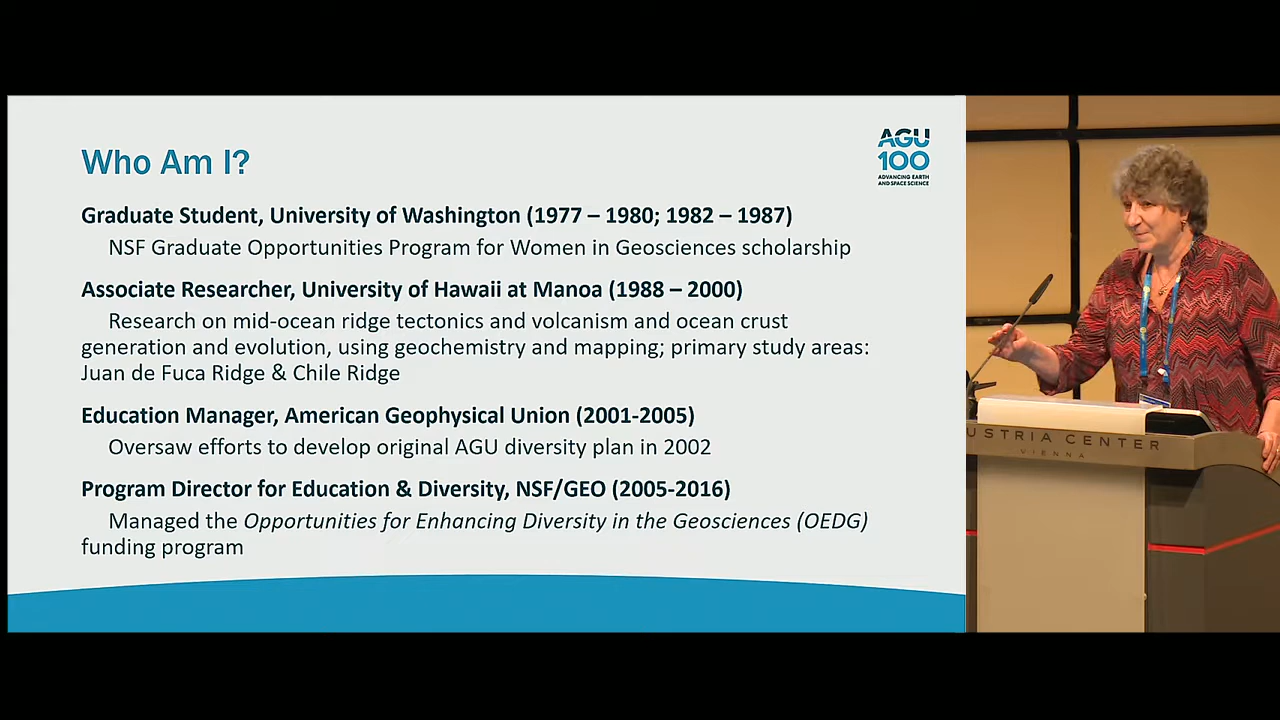 Who Am I?
AGU
100
ADVANCING EARTH
AND SPACE SCIENCE
Graduate Student, University of Washington (1977 – 1980; 1982 – 1987)
NSF Graduate Opportunities Program for Women in Geosciences scholarship
Associate Researcher, University of Hawaii at Manoa (1988 – 2000)
Research on mid-ocean ridge tectonics and volcanism and ocean crust
generation and evolution, using geochemistry and mapping; primary study areas:
Juan de Fuca Ridge & Chile Ridge
Education Manager, American Geophysical Union (2001-2005)
Oversaw efforts to develop original AGU diversity plan in 2002
Program Director for Education & Diversity, NSF/GEO (2005-2016)
Managed the Opportunities for Enhancing Diversity in the Geosciences (OEDG)
funding program
USTRIA CENTER
VIENNA